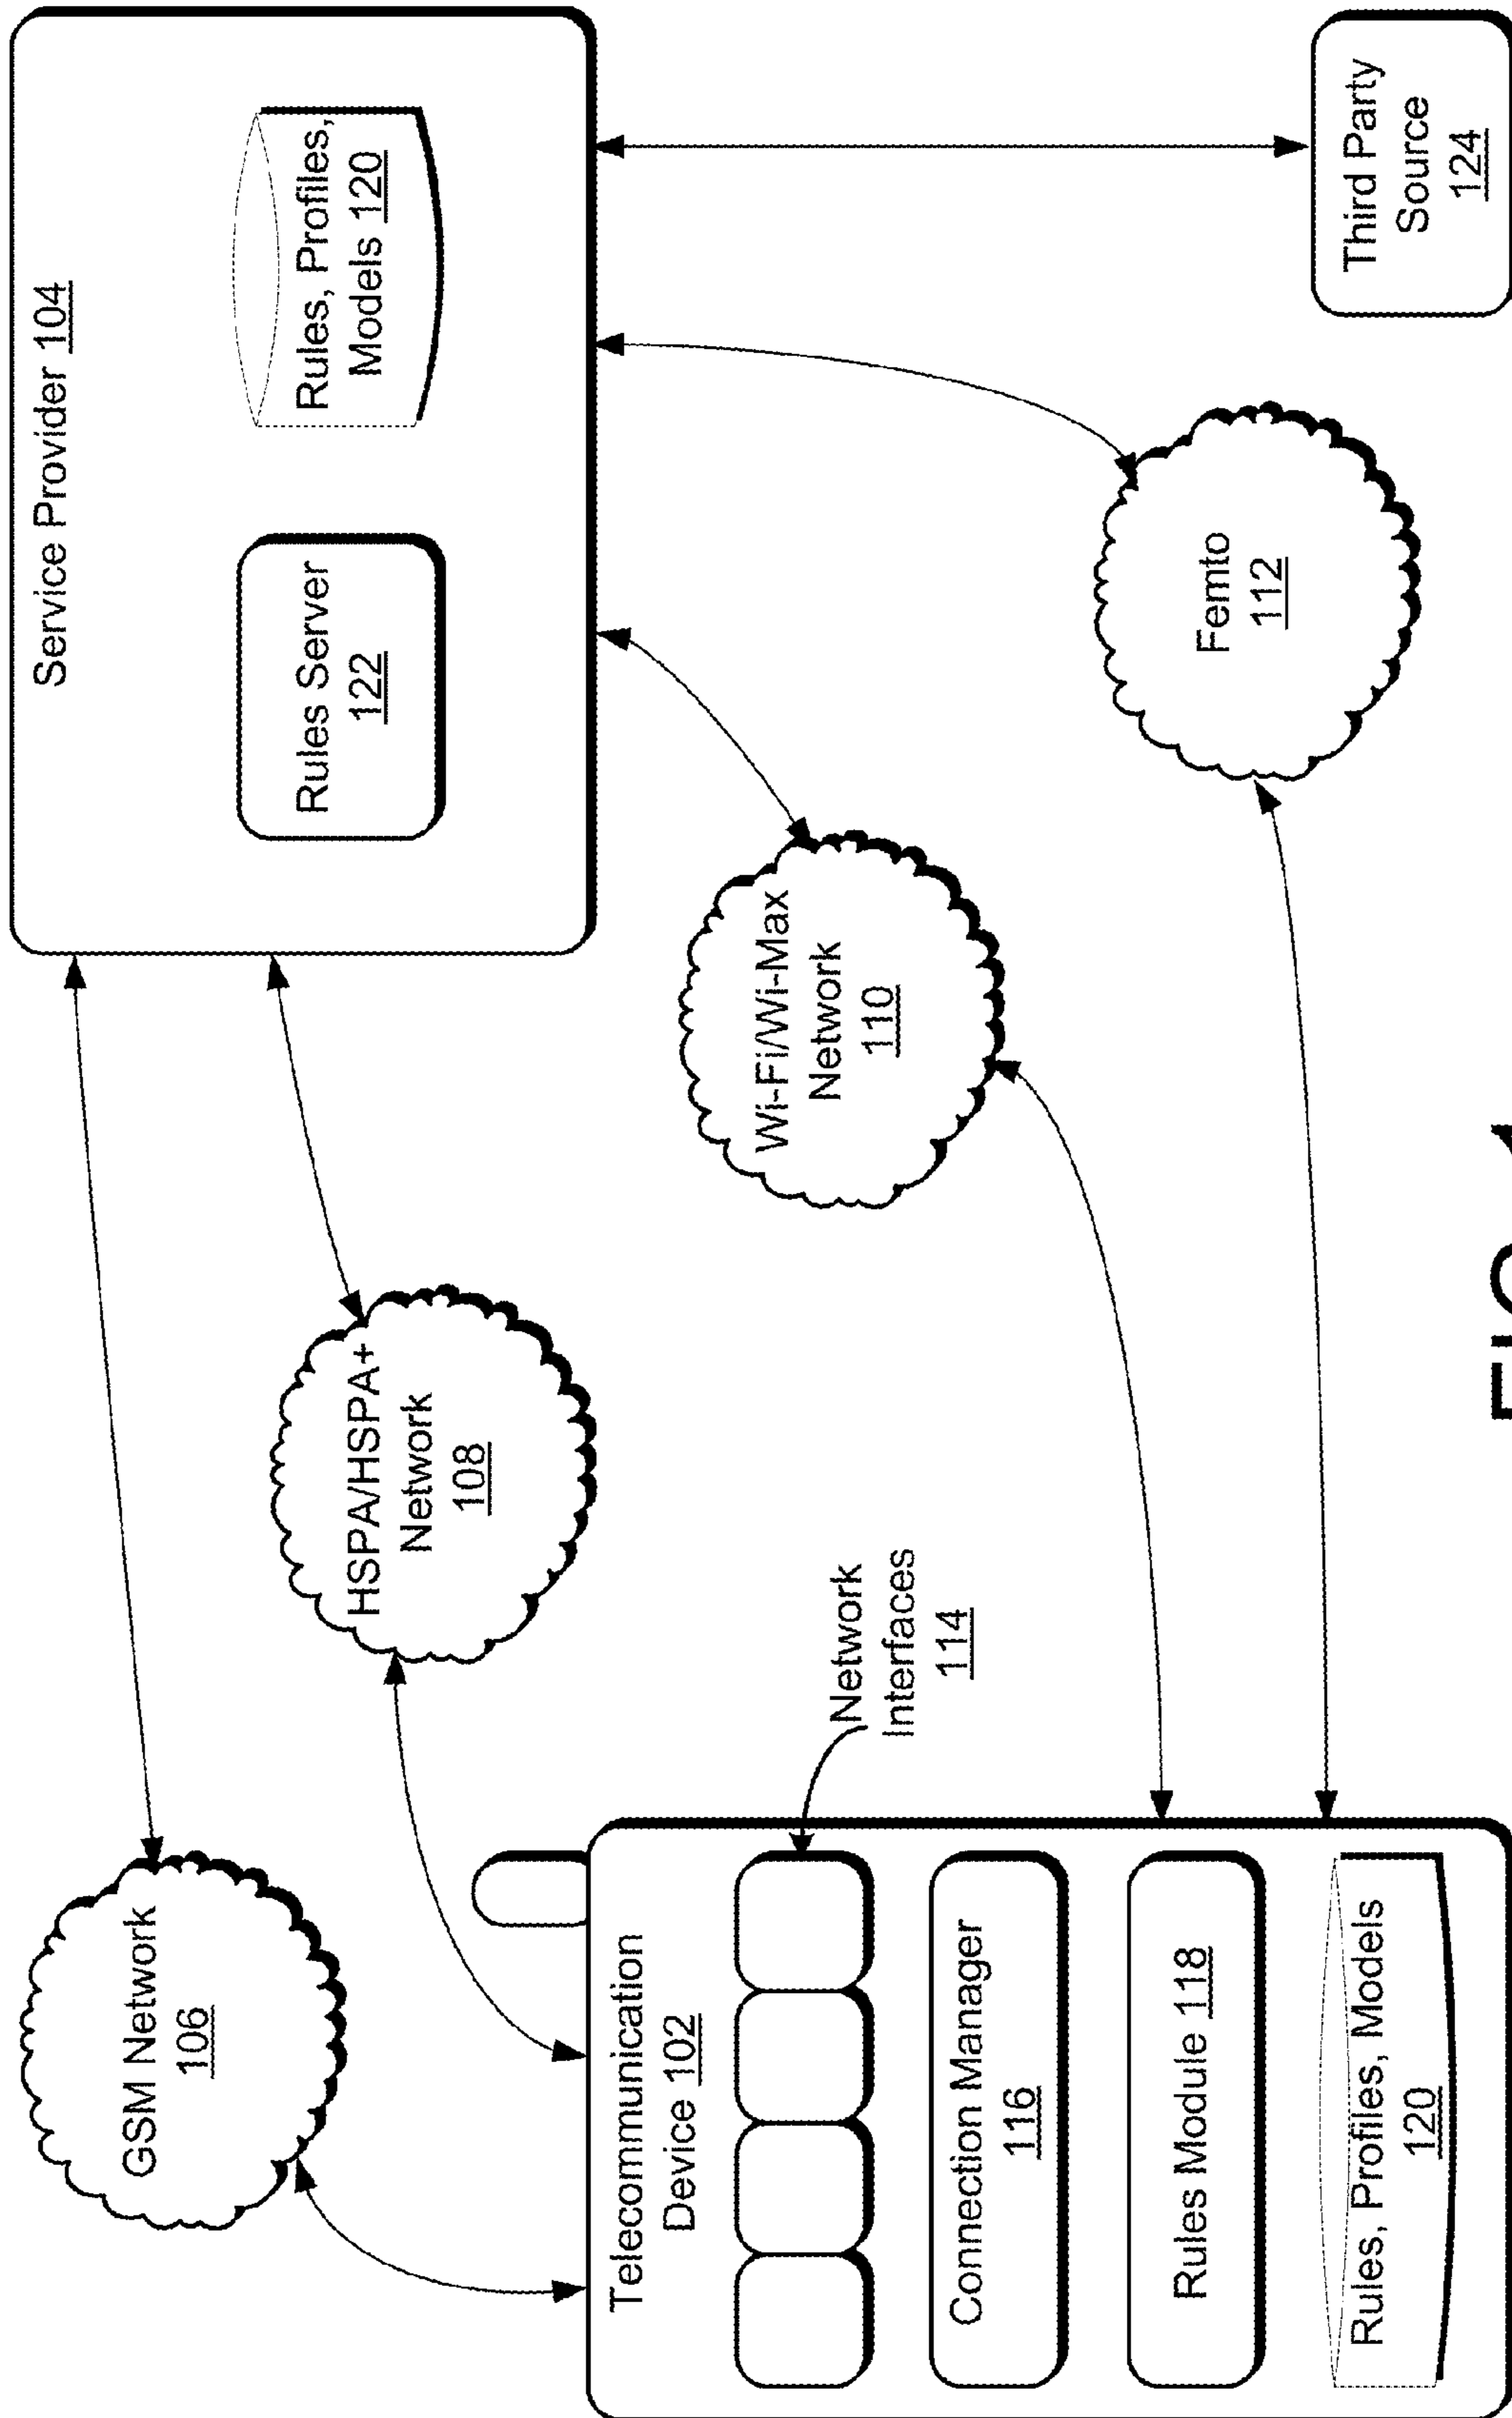 Service Provider 104
Rules Server
122
Rules, Profiles,
Models 120
GSM Network
106
HSPA/HSPA+
Network
108
Wi-Fi/Wi-Max
Network
110
Femto
112
Third Party
Source
124
Telecommunication
Device 102
Network
Interfaces
114
Connection Manager
116
Rules Module 118
Rules, Profiles, Models
120